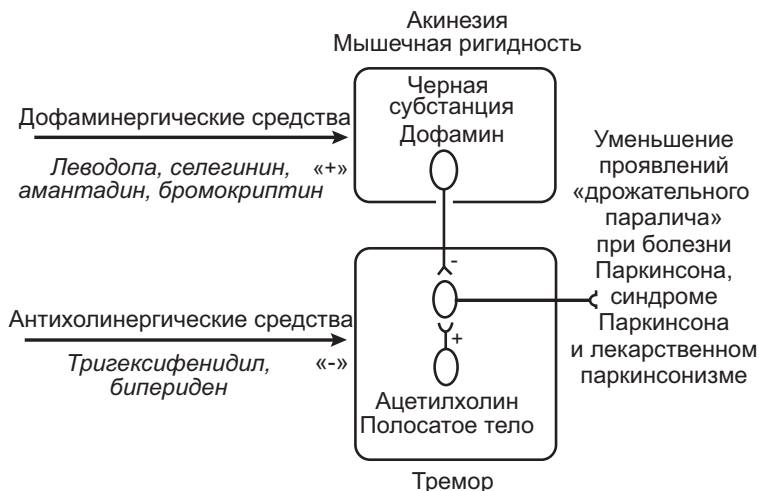 Акинезия
Мышечная ригидность
Черная
субстанция
Дофамин
Дофаминергические средства
Леводопа, селегинин, «+»
амантадин, бромокриптин
Уменьшение
проявлений
«дрожательного
паралича»
при болезни
Паркинсона,
синдроме
Паркинсона
и лекарственном
паркинсонизме
-
Антихолинергические средства
Тригексифенидил, «-»
бипериден
+
Ацетилхолин
Полосатое тело
Тремор